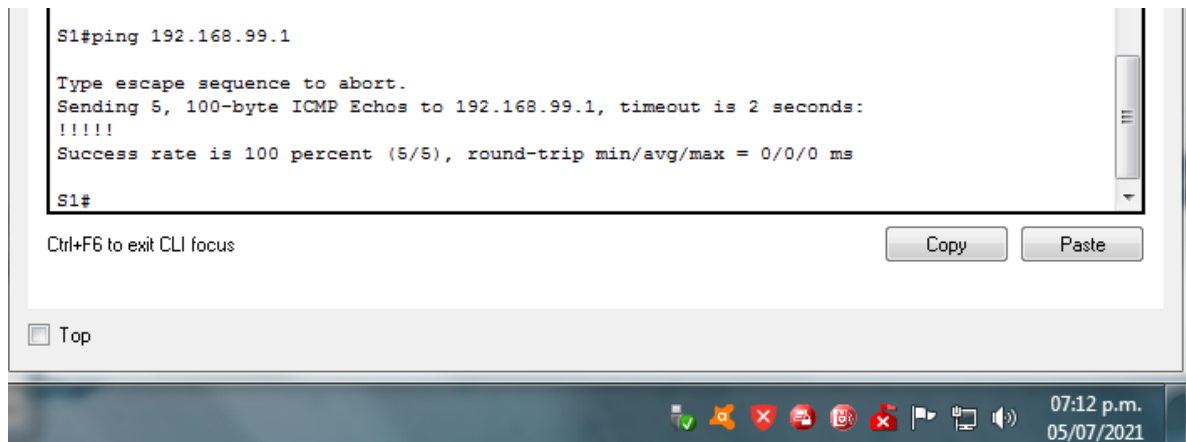 S1#ping 192.168.99.1
Type escape sequence to abort.
Sending 5, 100-byte ICMP Echos to 192.168.99.1, timeout is 2 seconds:
!!!!!
Success rate is 100 percent (5/5), round-trip min/avg/max = 0/0/0 ms
S1#
Ctrl+F6 to exit CLI focus
Copy
Paste
Top
07:12 p.m.
05/07/2021